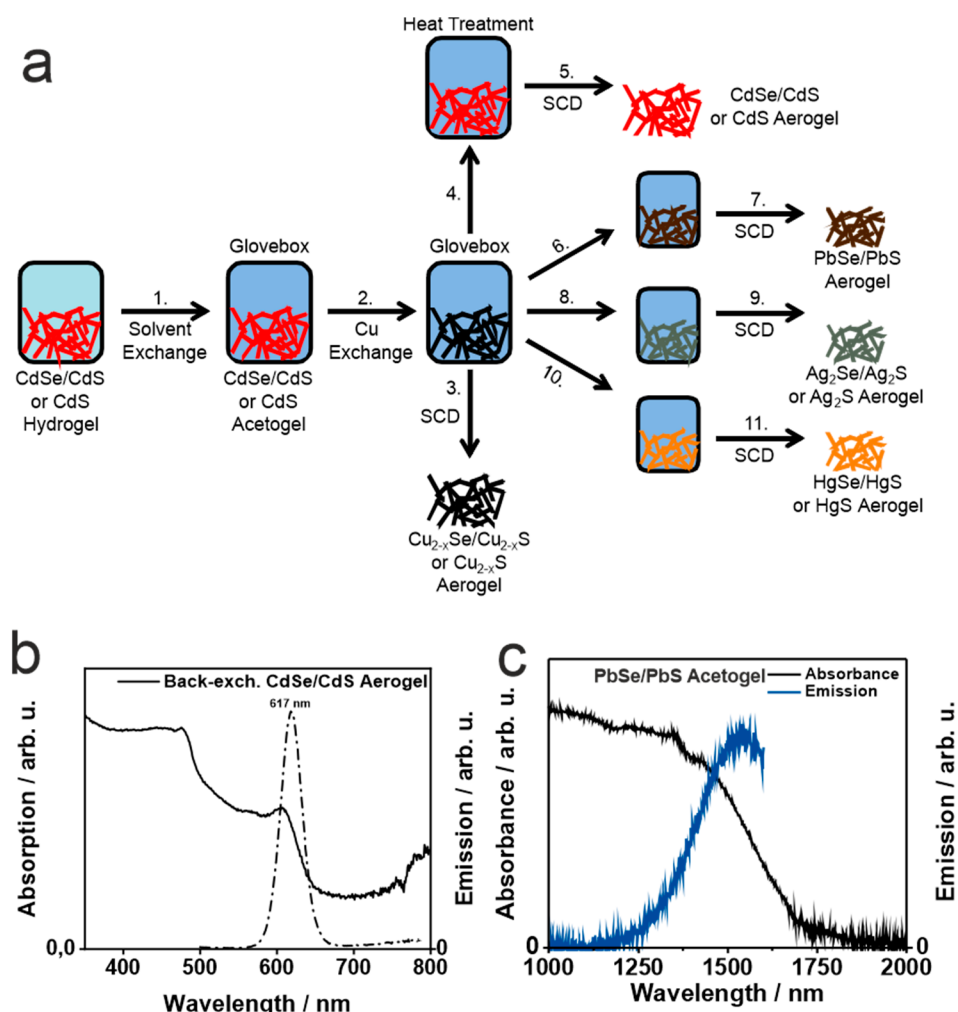 a
Heat Treatment
5.
SCD
CdSe/CdS
or CdS Aerogel
4.
Glovebox
Glovebox
1.
Solvent
Exchange
2.
Cu
Exchange
CdSe/CdS
or CdS
Hydrogel
CdSe/CdS
or CdS
Acetogel
3.
SCD
Cu2-xSe/Cu2-xS
or Cu2-xS
Aerogel
6.
7.
SCD
PbSe/PbS
Aerogel
8.
9.
SCD
Ag2Se/Ag2S
or Ag2S Aerogel
10.
11.
SCD
HgSe/HgS
or HgS Aerogel
b
Back-exch. CdSe/CdS Aerogel
617 nm
Absorption / arb. u.
Emission / arb. u.
0,0
0
400 500 600 700 800
Wavelength / nm
c
PbSe/PbS Acetogel
Absorbance
Emission
Absorbance / arb. u.
Emission / arb. u.
0
0
1000 1250 1500 1750 2000
Wavelength / nm